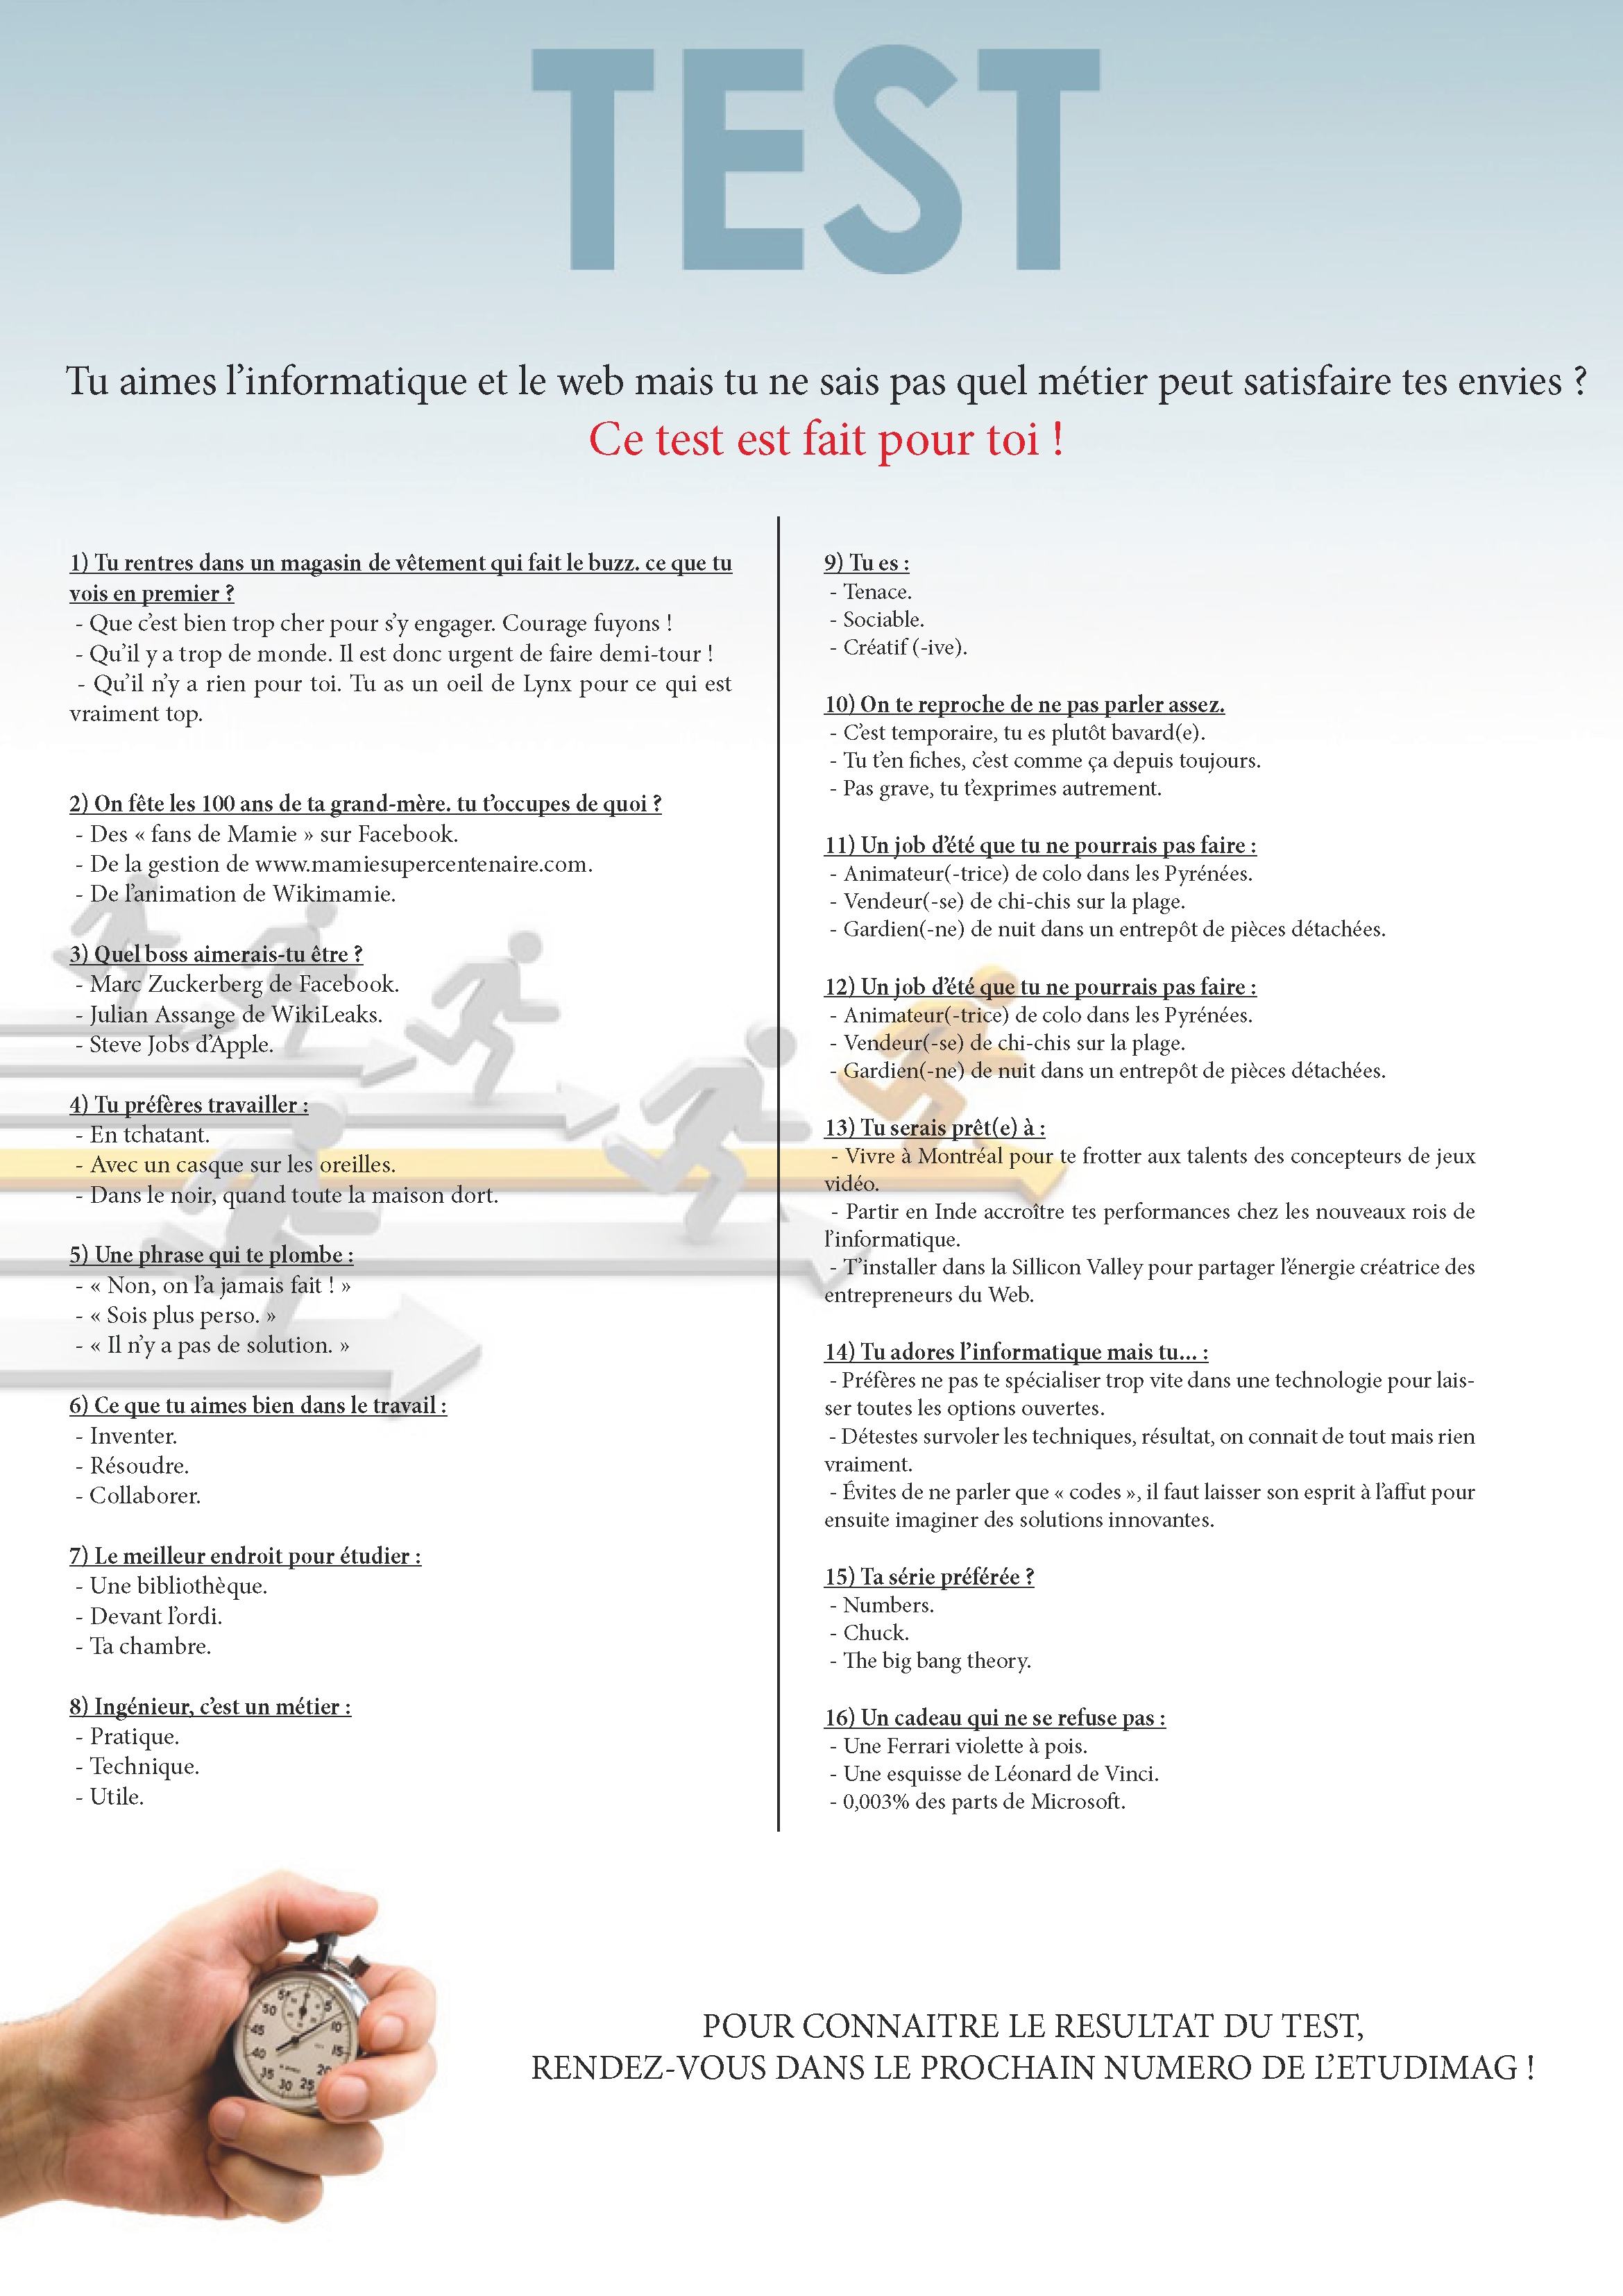 TEST
Tu aimes l'informatique et le web mais tu ne sais pas quel métier peut satisfaire tes envies ?
Ce test est fait pour toi !
1) Tu rentres dans un magasin de vêtement qui fait le buzz. ce que tu
vois en premier ?
- Que c'est bien trop cher pour s'y engager. Courage fuyons !
- Qu'il y a trop de monde. Il est donc urgent de faire demi-tour !
- Qu'il n'y a rien pour toi. Tu as un oeil de Lynx pour ce qui est
vraiment top.
2) On fête les 100 ans de ta grand-mère. tu t'occupes de quoi ?
- Des « fans de Mamie » sur Facebook.
- De la gestion de www.mamiesupercentenaire.com.
- De l'animation de Wikimamie.
3) Quel boss aimerais-tu être ?
- Marc Zuckerberg de Facebook.
- Julian Assange de WikiLeaks.
- Steve Jobs d'Apple.
4) Tu préfères travailler :
- En tchatant.
- Avec un casque sur les oreilles.
- Dans le noir, quand toute la maison dort.
5) Une phrase qui te plombe :
- « Non, on l'a jamais fait ! »
- « Sois plus perso. »
- « Il n'y a pas de solution. »
6) Ce que tu aimes bien dans le travail :
- Inventer.
- Résoudre.
- Collaborer.
7) Le meilleur endroit pour étudier :
- Une bibliothèque.
- Devant l'ordi.
- Ta chambre.
8) Ingénieur, c'est un métier :
- Pratique.
- Technique.
- Utile.
9) Tu es :
- Tenace.
- Sociable.
- Créatif (-ive).
10) On te reproche de ne pas parler assez.
- C'est temporaire, tu es plutôt bavard(e).
- Tu t'en fiches, c'est comme ça depuis toujours.
- Pas grave, tu t'exprimes autrement.
11) Un job d'été que tu ne pourrais pas faire :
- Animateur(-trice) de colo dans les Pyrénées.
- Vendeur(-se) de chi-chis sur la plage.
- Gardien(-ne) de nuit dans un entrepôt de pièces détachées.
12) Un job d'été que tu ne pourrais pas faire :
- Animateur(-trice) de colo dans les Pyrénées.
- Vendeur(-se) de chi-chis sur la plage.
- Gardien(-ne) de nuit dans un entrepôt de pièces détachées.
13) Tu serais prêt(e) à :
- Vivre à Montréal pour te frotter aux talents des concepteurs de jeux
vidéo.
- Partir en Inde accroître tes performances chez les nouveaux rois de
l'informatique.
- T'installer dans la Sillicon Valley pour partager l'énergie créatrice des
entrepreneurs du Web.
14) Tu adores l'informatique mais tu... :
- Préfères ne pas te spécialiser trop vite dans une technologie pour lais-
ser toutes les options ouvertes.
- Détestes survoler les techniques, résultat, on connait de tout mais rien
vraiment.
- Évites de ne parler que « codes », il faut laisser son esprit à l'affut pour
ensuite imaginer des solutions innovantes.
15) Ta série préférée ?
- Numbers.
- Chuck.
- The big bang theory.
16) Un cadeau qui ne se refuse pas :
- Une Ferrari violette à pois.
- Une esquisse de Léonard de Vinci.
- 0,003% des parts de Microsoft.
5
10
15
20
25
30
35
40
45
50
POUR CONNAITRE LE RESULTAT DU TEST,
RENDEZ-VOUS DANS LE PROCHAIN NUMERO DE L'ETUDIMAG !